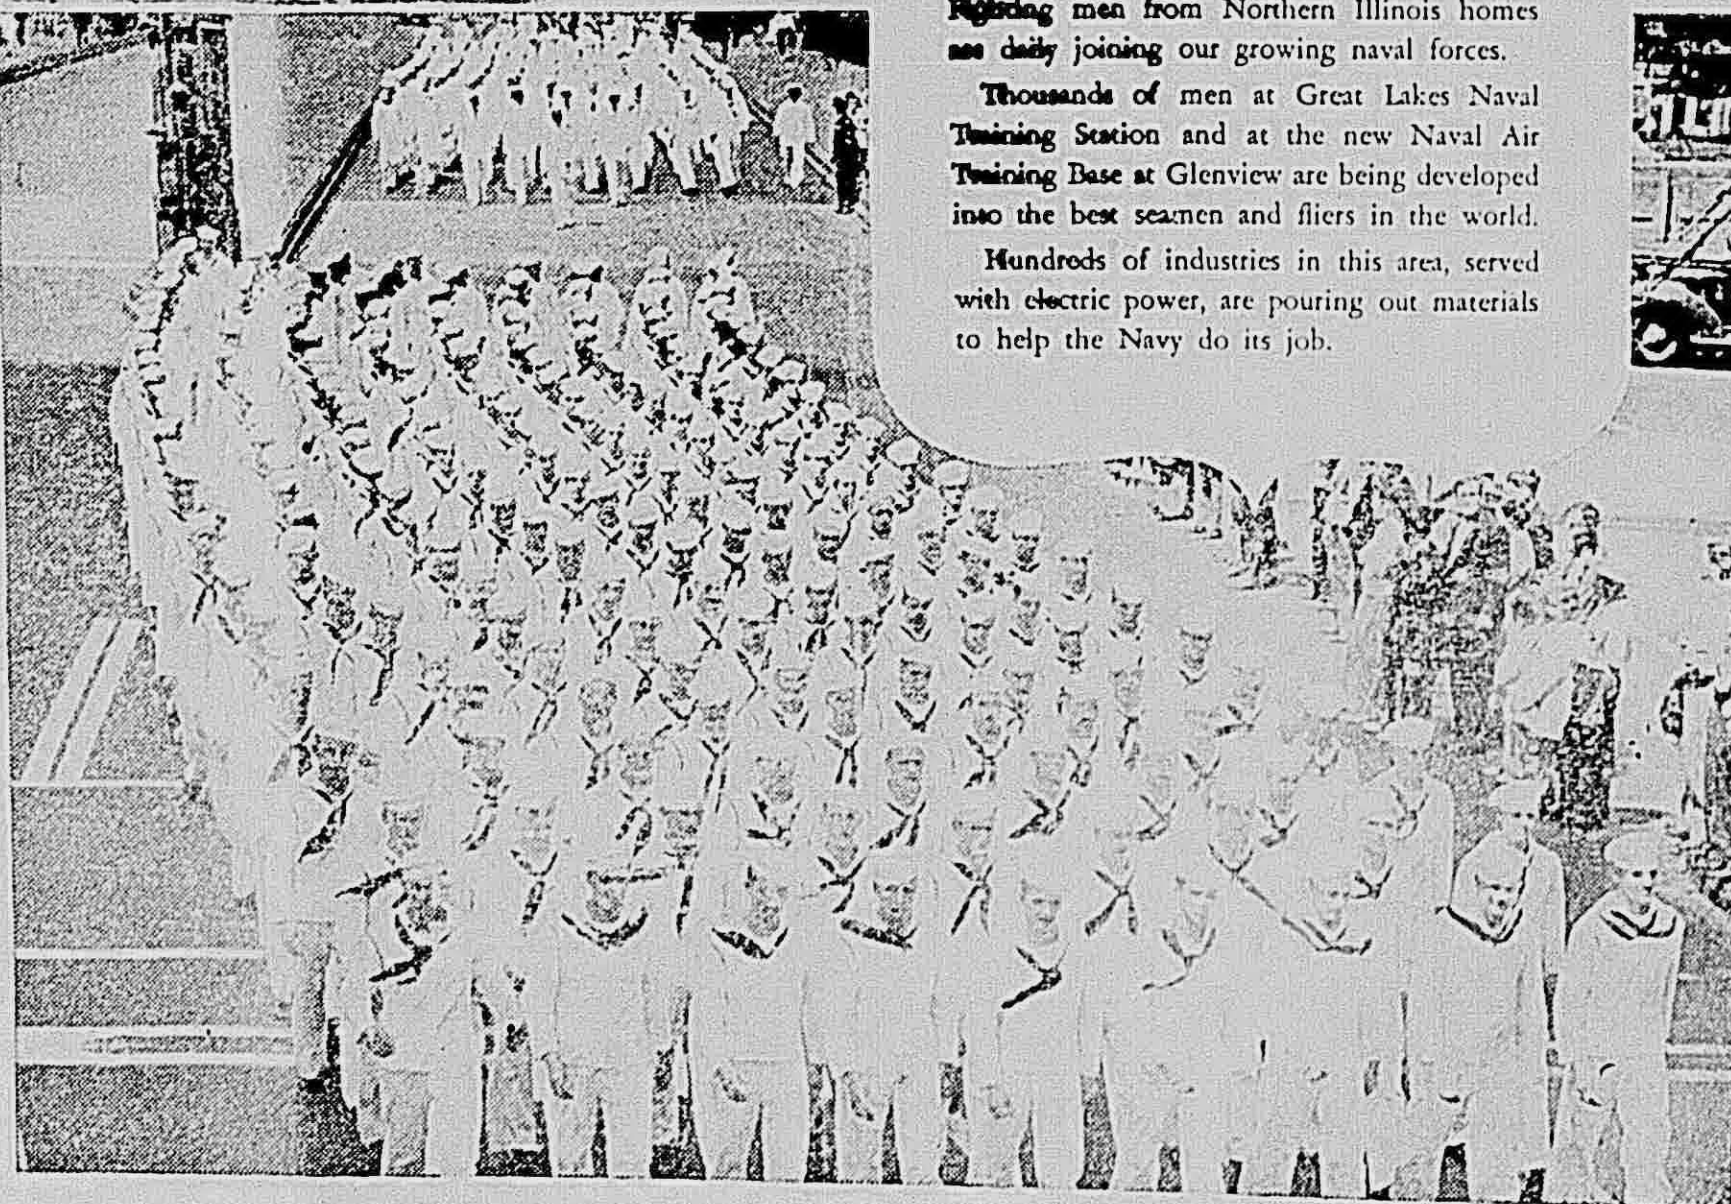 Fighting men from Northern Illinois homes
are daily joining our growing naval forces.
Thousands of men at Great Lakes Naval
Training Station and at the new Naval Air
Training Base at Glenview are being developed
into the best seamen and fliers in the world.
Hundreds of industries in this area, served
with electric power, are pouring out materials
to help the Navy do its job.